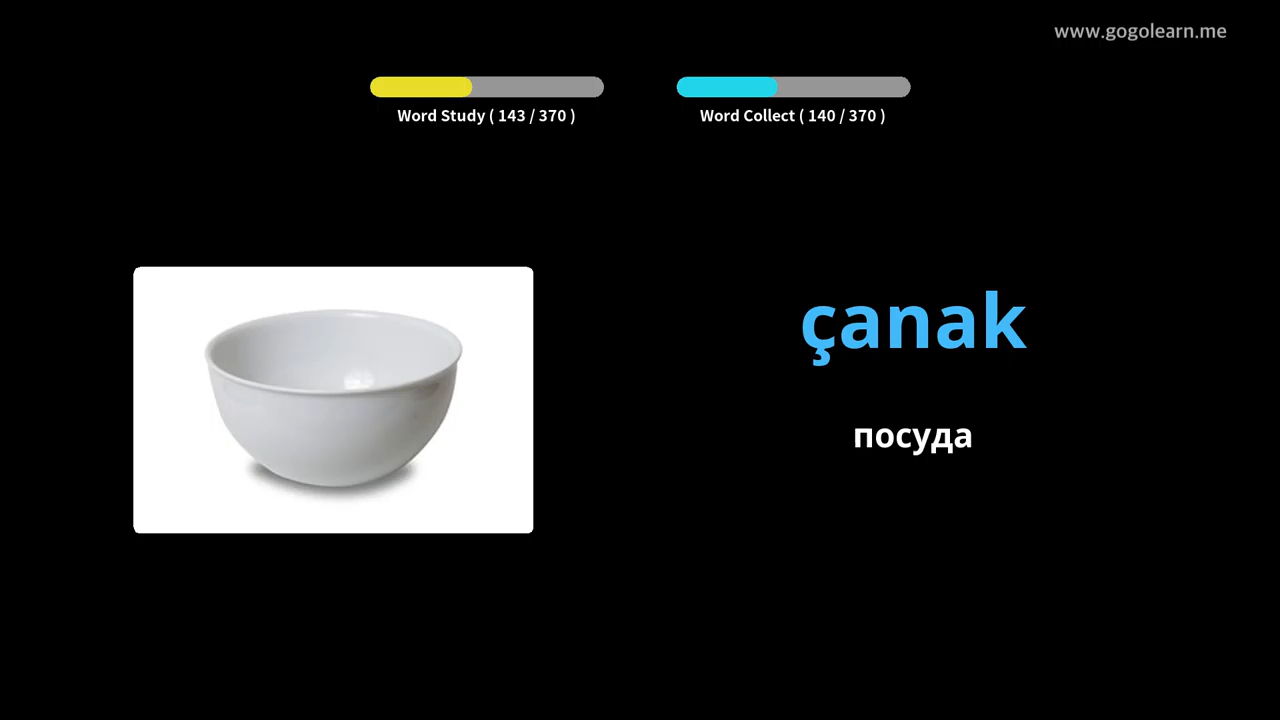 www.gogolearn.me
Word Study ( 143 / 370 )
Word Collect ( 140 / 370 )
çanak
посуда